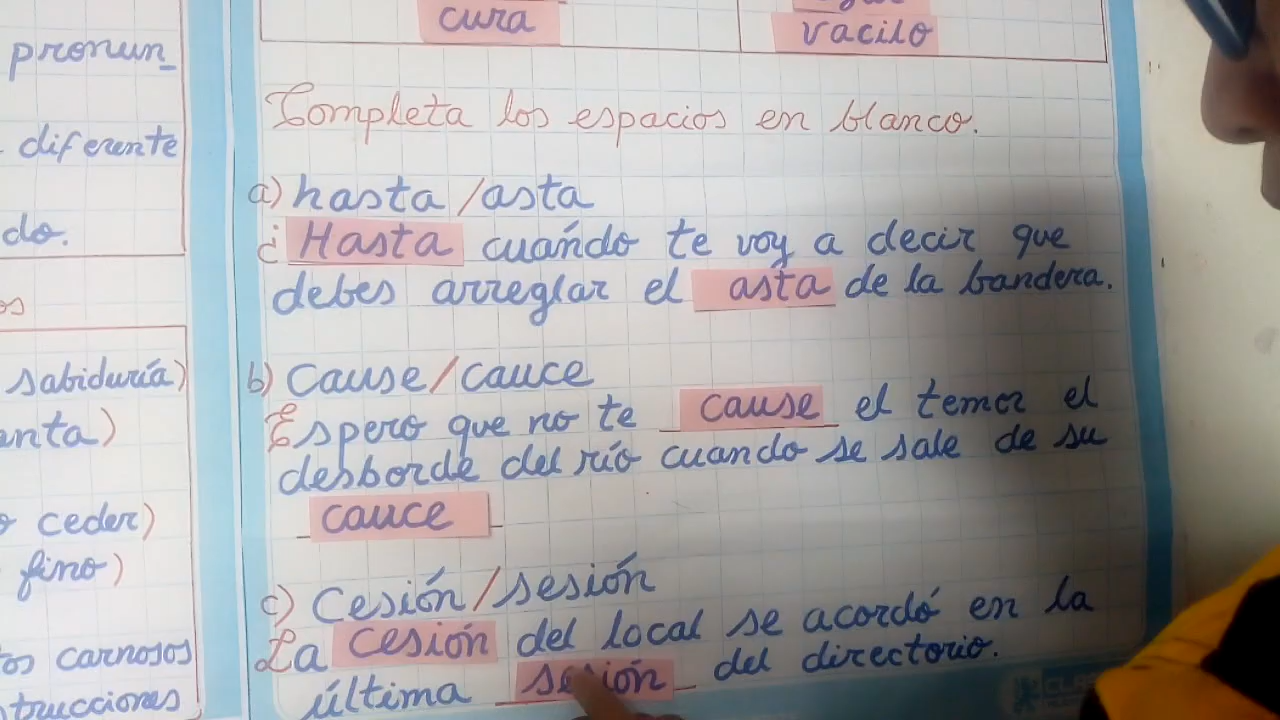 pronun_
diferente
do.
sabiduría)
anta)
ceder)
fino)
os carnosos
trucciones
cura
vacilo
Completa los espacios en blanco.
a) hasta / asta
¿ Hasta cuándo te voy a decir que
debes arreglar el asta de la bandera.
b) Cause / cauce
Espero que no te cause el temor el
desborde del río cuando se sale de su
cauce
c) Cesión / sesión
La cesión del local se acordó en la
última sesión del directorio.